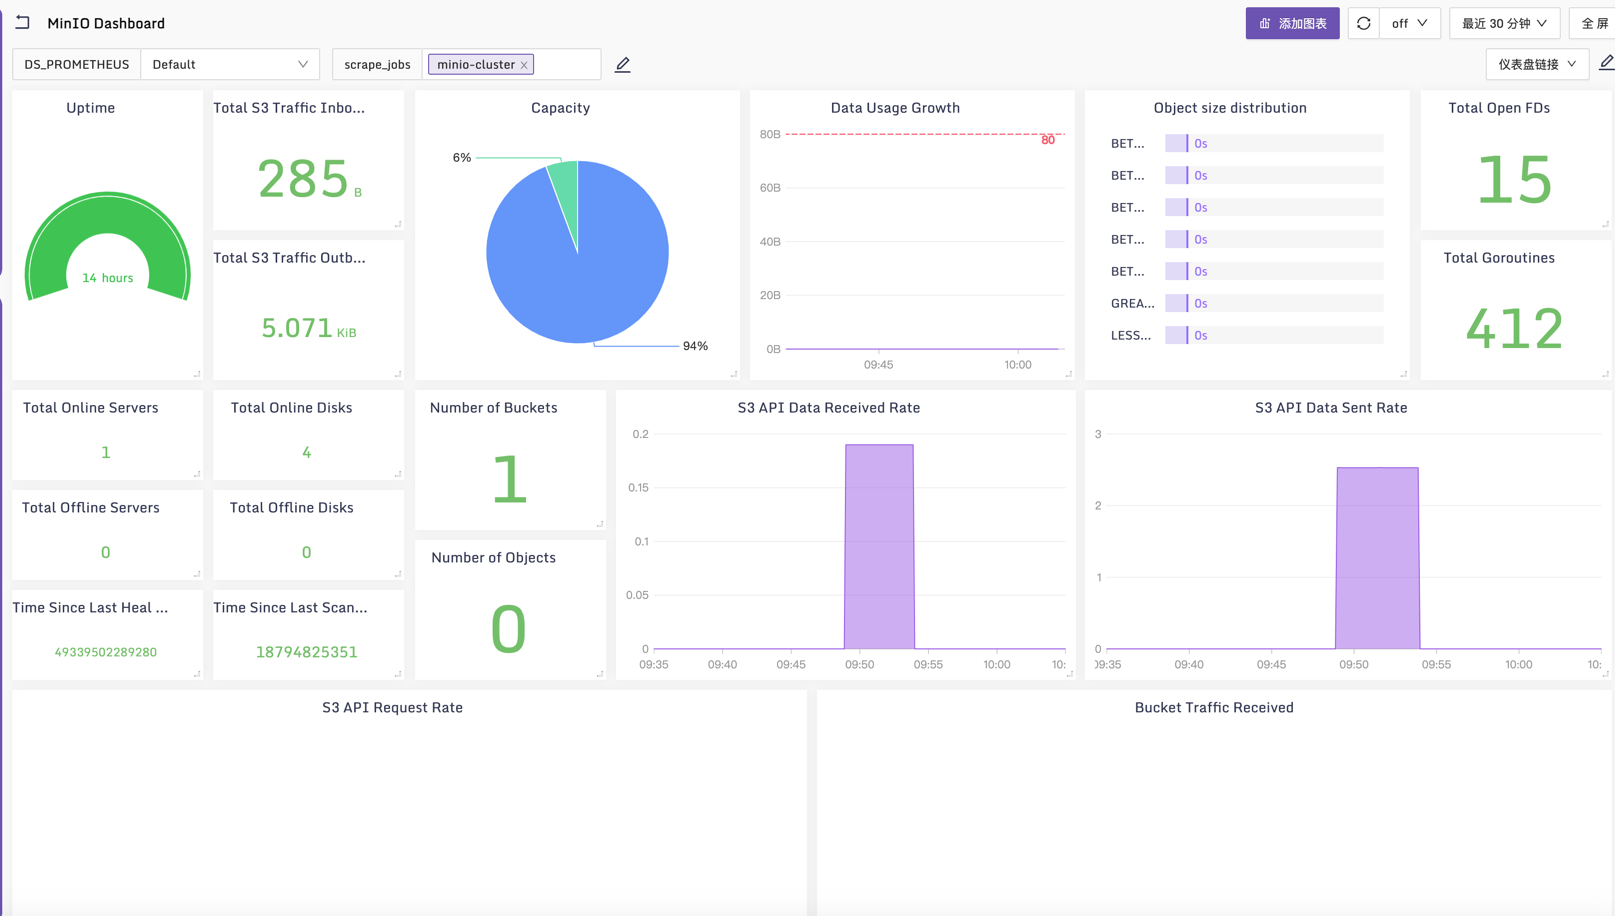 MinIO Dashboard
添加图表
off
最近 30 分钟
全 屏
DS_PROMETHEUS
Default
scrape_jobs
minio-cluster
仪表盘链接
Uptime
14 hours
Total S3 Traffic Inbo...
285 B
Total S3 Traffic Outb...
5.071 KiB
Capacity
6%
94%
Data Usage Growth
80B
80
60B
40B
20B
0B
09:45
10:00
Object size distribution
BET... 0s
BET... 0s
BET... 0s
BET... 0s
BET... 0s
GREA... 0s
LESS... 0s
Total Open FDs
15
Total Goroutines
412
Total Online Servers
1
Total Online Disks
4
Total Offline Servers
0
Total Offline Disks
0
Time Since Last Heal ...
49339502289280
Time Since Last Scan...
18794825351
Number of Buckets
1
Number of Objects
0
S3 API Data Received Rate
0.2
0.15
0.1
0.05
0
09:35 09:40 09:45 09:50 09:55 10:00 10:
S3 API Data Sent Rate
3
2
1
0
09:35 09:40 09:45 09:50 09:55 10:00 10:
S3 API Request Rate
Bucket Traffic Received